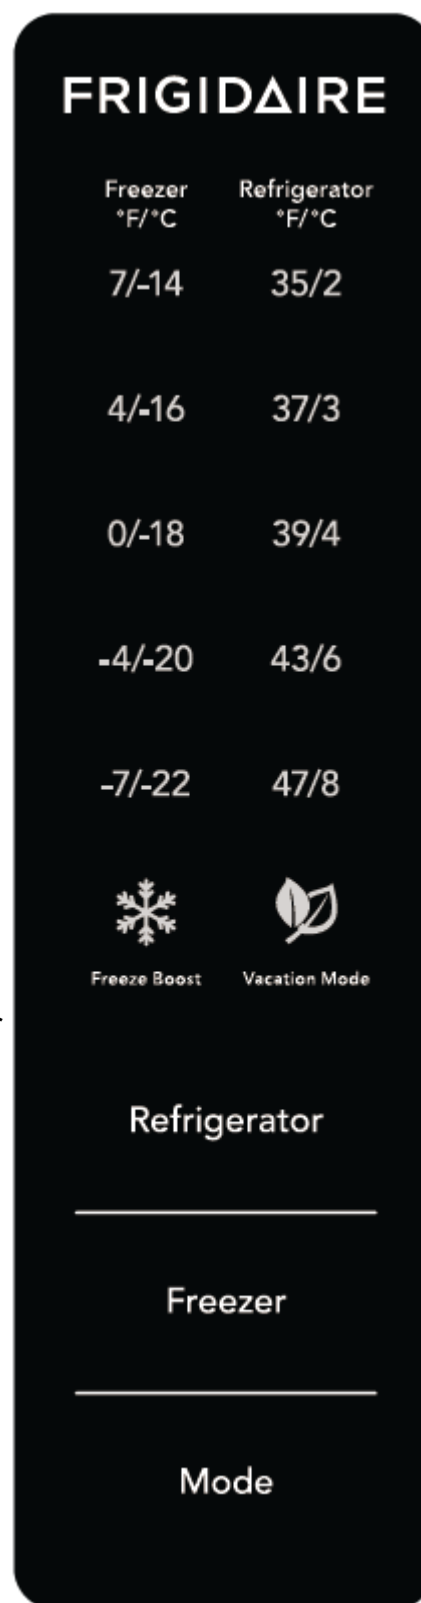 FRIGIDAIRE
Freezer Refrigerator
°F/°C °F/°C
7/-14 35/2
4/-16 37/3
0/-18 39/4
-4/-20 43/6
-7/-22 47/8
Freeze Boost Vacation Mode
Refrigerator
Freezer
Mode